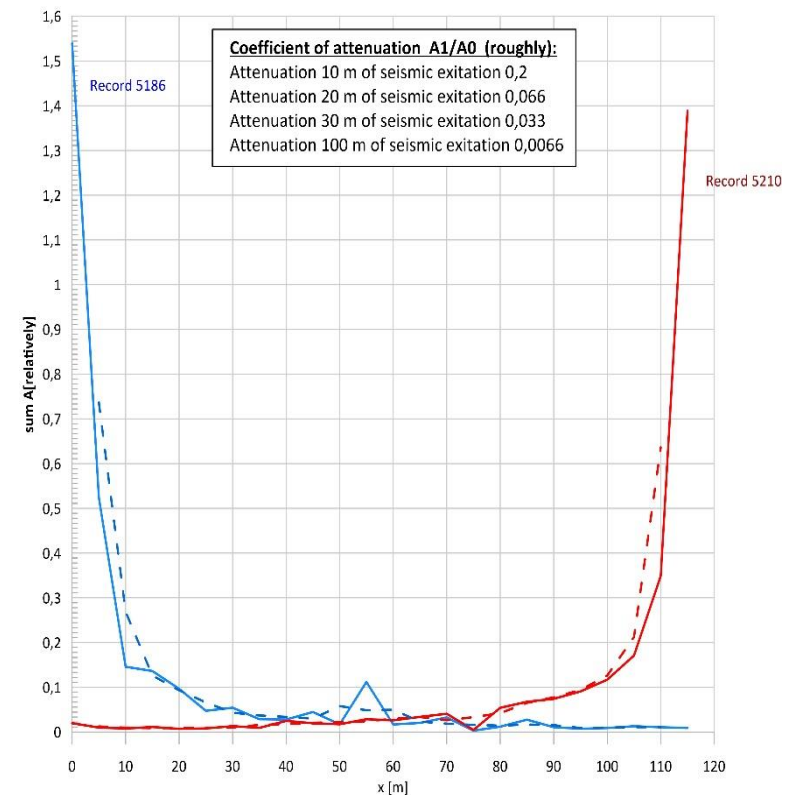 1,6
Coefficient of attenuation A1/A0 (roughly):
Attenuation 10 m of seismic exitation 0,2
Attenuation 20 m of seismic exitation 0,066
Attenuation 30 m of seismic exitation 0,033
Attenuation 100 m of seismic exitation 0,0066
1,5
Record 5186
1,4
1,3
Record 5210
1,2
1,1
1
0,9
sum A[relatively]
0,8
0,7
0,6
0,5
0,4
0,3
0,2
0,1
0
0 10 20 30 40 50 60 70 80 90 100 110 120
x [m]